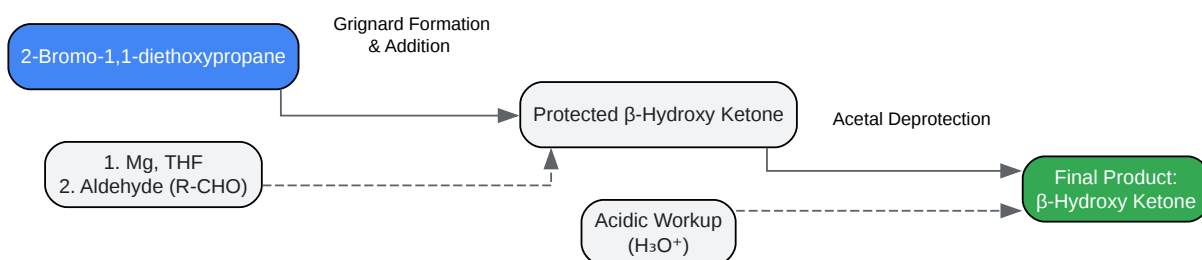 Grignard Formation
& Addition
2-Bromo-1,1-diethoxypropane
Protected β-Hydroxy Ketone
Acetal Deprotection
1. Mg, THF
2. Aldehyde (R-CHO)
Final Product:
β-Hydroxy Ketone
Acidic Workup
(H₃O⁺)